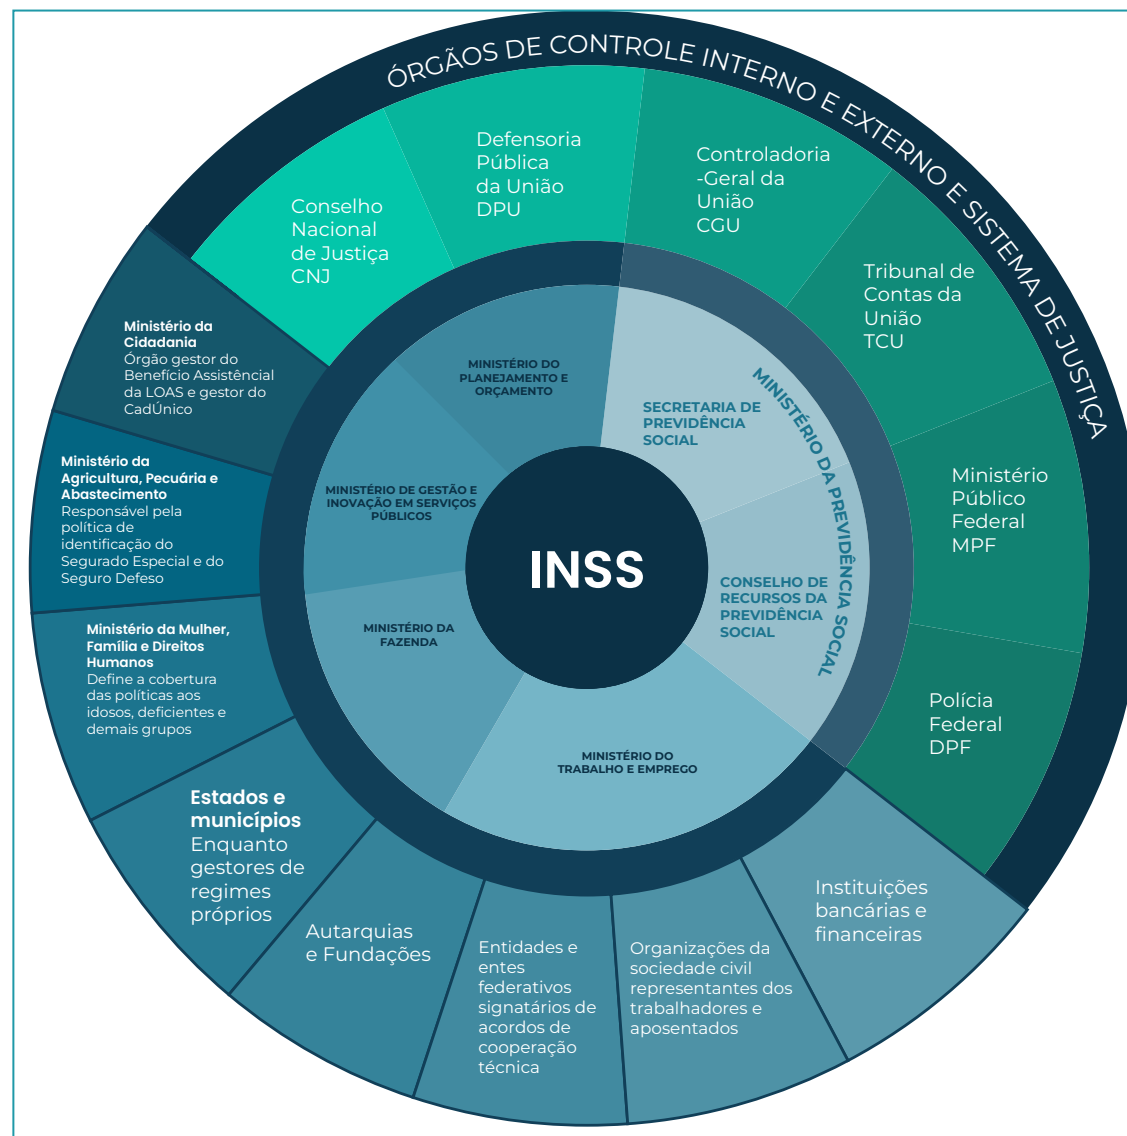 ÓRGÃOS DE CONTROLE INTERNO E EXTERNO E SISTEMA DE JUSTIÇA
Conselho
Nacional
de Justiça
CNJ
Defensoria
Pública
da União
DPU
Controladoria
-Geral da
União
CGU
Tribunal de
Contas da
União
TCU
Ministério
Público
Federal
MPF
Polícia
Federal
DPF
Instituições
bancárias e
financeiras
Organizações da
sociedade civil
representantes dos
trabalhadores e
aposentados
Entidades e
entes
federativos
signatários de
acordos de
cooperação
técnica
Autarquias
e Fundações
Estados e
municípios
Enquanto
gestores de
regimes
próprios
Ministério da Mulher,
Família e Direitos
Humanos
Define a cobertura
das políticas aos
idosos, deficientes e
demais grupos
Ministério da
Agricultura, Pecuária e
Abastecimento
Responsável pela
política de
identificação do
Segurado Especial e do
Seguro Defeso
Ministério da
Cidadania
Órgão gestor do
Benefício Assistêncial
da LOAS e gestor do
CadÚnico
MINISTÉRIO DO
PLANEJAMENTO E
ORÇAMENTO
MINISTÉRIO DA PREVIDÊNCIA SOCIAL
SECRETARIA DE
PREVIDÊNCIA
SOCIAL
CONSELHO DE
RECURSOS DA
PREVIDÊNCIA
SOCIAL
MINISTÉRIO DO
TRABALHO E EMPREGO
MINISTÉRIO DA
FAZENDA
MINISTÉRIO DE GESTÃO E
INOVAÇÃO EM SERVIÇOS
PÚBLICOS
INSS